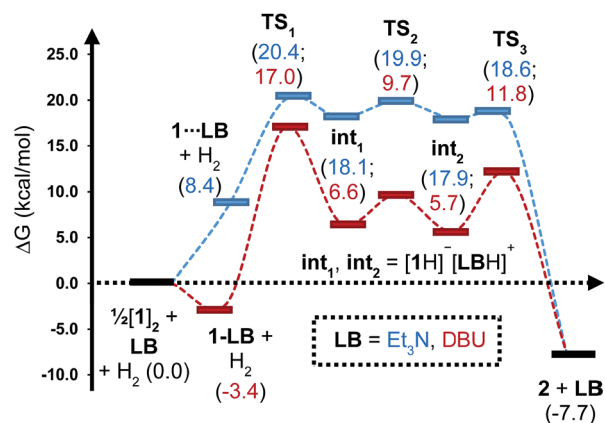 ΔG (kcal/mol)
25.0
20.0
15.0
10.0
5.0
0.0
-5.0
-10.0
TS₁
(20.4;
17.0)
TS₂
(19.9;
9.7)
TS₃
(18.6;
11.8)
1···LB
+ H₂
(8.4)
int₁
(18.1;
6.6)
int₂
(17.9;
5.7)
int₁, int₂ = [1H]⁻[LBH]⁺
½[1]₂ +
LB
+ H₂ (0.0)
1-LB +
H₂
(-3.4)
LB = Et₃N, DBU
2 + LB
(-7.7)